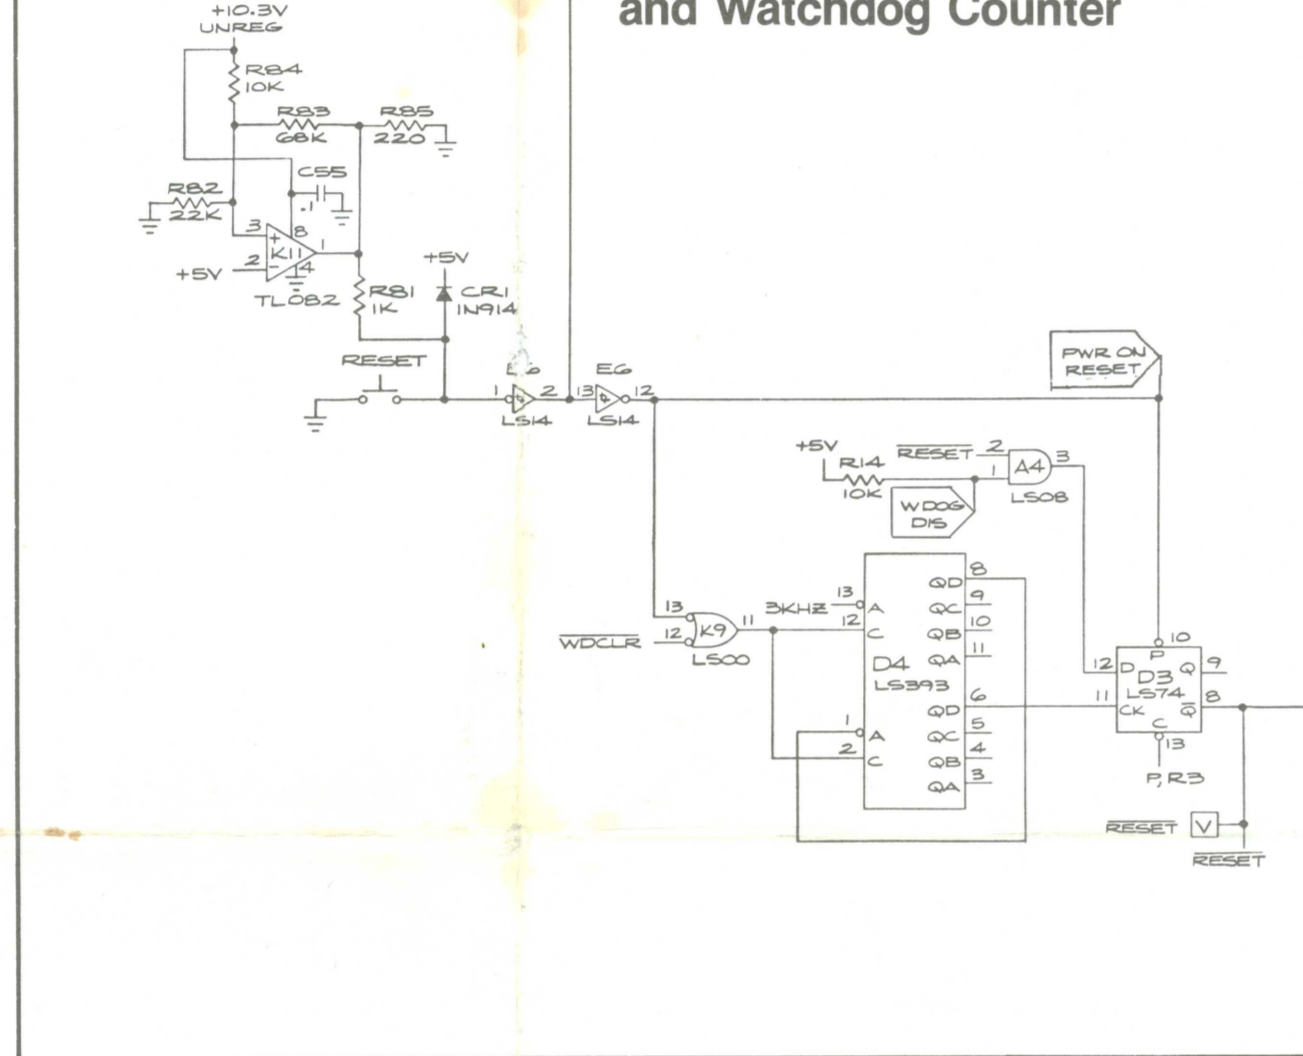 and Watchdog Counter
+10.3V
UNREG
R84
10K
R83
68K
R85
220
C55
.1
R82
22K
3
+
8
K11
1
2
-
4
+5V
TL082
R81
1K
+5V
CR1
1N914
RESET
1
2
LS14
13
E6
12
LS14
PWR ON
RESET
+5V
R14
10K
RESET
2
1
A4
3
LS08
WDOG
DIS
13
12
K9
11
LS00
WDCLR
3KHZ
13
A
12
C
D4
LS393
1
A
2
C
QD
8
QC
9
QB
10
QA
11
QD
6
QC
5
QB
4
QA
3
10
P
12
D
D3
Q
9
LS74
11
CK
Q
8
C
13
P,R3
RESET
V
RESET